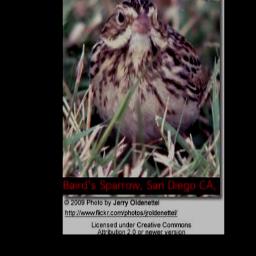 Baird's Sparrow, San Diego CA,
© 2009 Photo by Jerry Oldenettel
http://www.flickr.com/photos/jroldenettel/
Licensed under Creative Commons
Attribution 2.0 or newer version